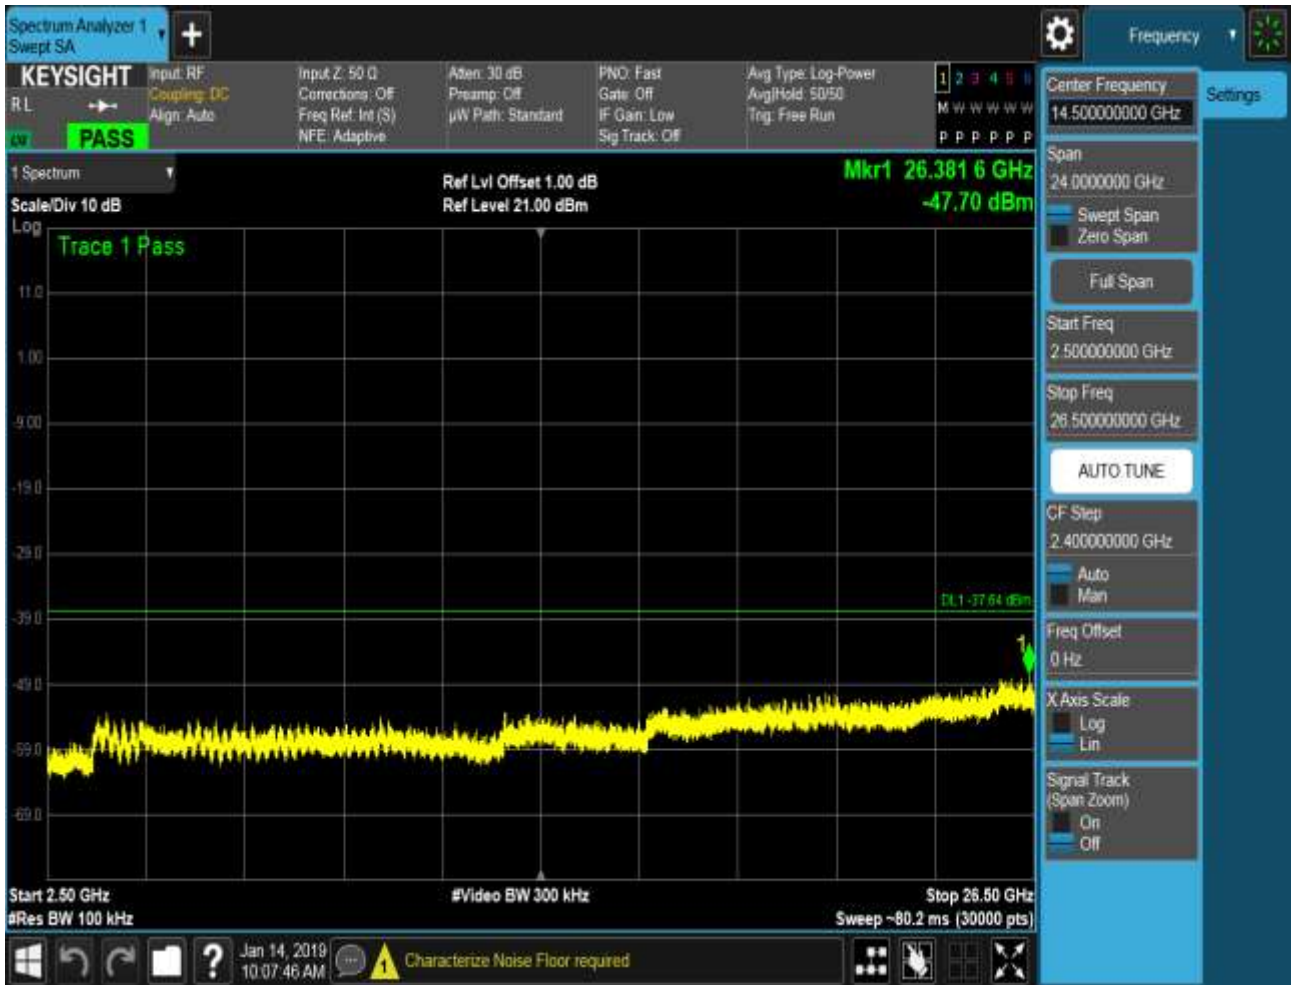 Spectrum Analyzer 1
Swept SA
+
Frequency
KEYSIGHT
RL
PASS
Input: RF
Coupling: DC
Align: Auto
Input Z: 50 Ω
Corrections: Off
Freq Ref: Int (S)
NFE: Adaptive
Atten: 30 dB
Preamp: Off
µW Path: Standard
PNO: Fast
Gate: Off
IF Gain: Low
Sig Track: Off
Avg Type: Log-Power
Avg|Hold: 50/50
Trig: Free Run
1 2 3 4 5 6
M W W W W W
P P P P P P
1 Spectrum
Scale/Div 10 dB
Log
Ref Lvl Offset 1.00 dB
Ref Level 21.00 dBm
Mkr1 26.381 6 GHz
-47.70 dBm
Trace 1 Pass
11.0
1.00
-9.00
-19.0
-29.0
-39.0
-49.0
-59.0
-69.0
DL1 -37.64 dBm
1
Start 2.50 GHz
#Res BW 100 kHz
#Video BW 300 kHz
Stop 26.50 GHz
Sweep ~80.2 ms (30000 pts)
Center Frequency
14.500000000 GHz
Settings
Span
24.0000000 GHz
Swept Span
Zero Span
Full Span
Start Freq
2.500000000 GHz
Stop Freq
26.500000000 GHz
AUTO TUNE
CF Step
2.400000000 GHz
Auto
Man
Freq Offset
0 Hz
X Axis Scale
Log
Lin
Signal Track
(Span Zoom)
On
Off
?
Jan 14, 2019
10:07:46 AM
1
Characterize Noise Floor required